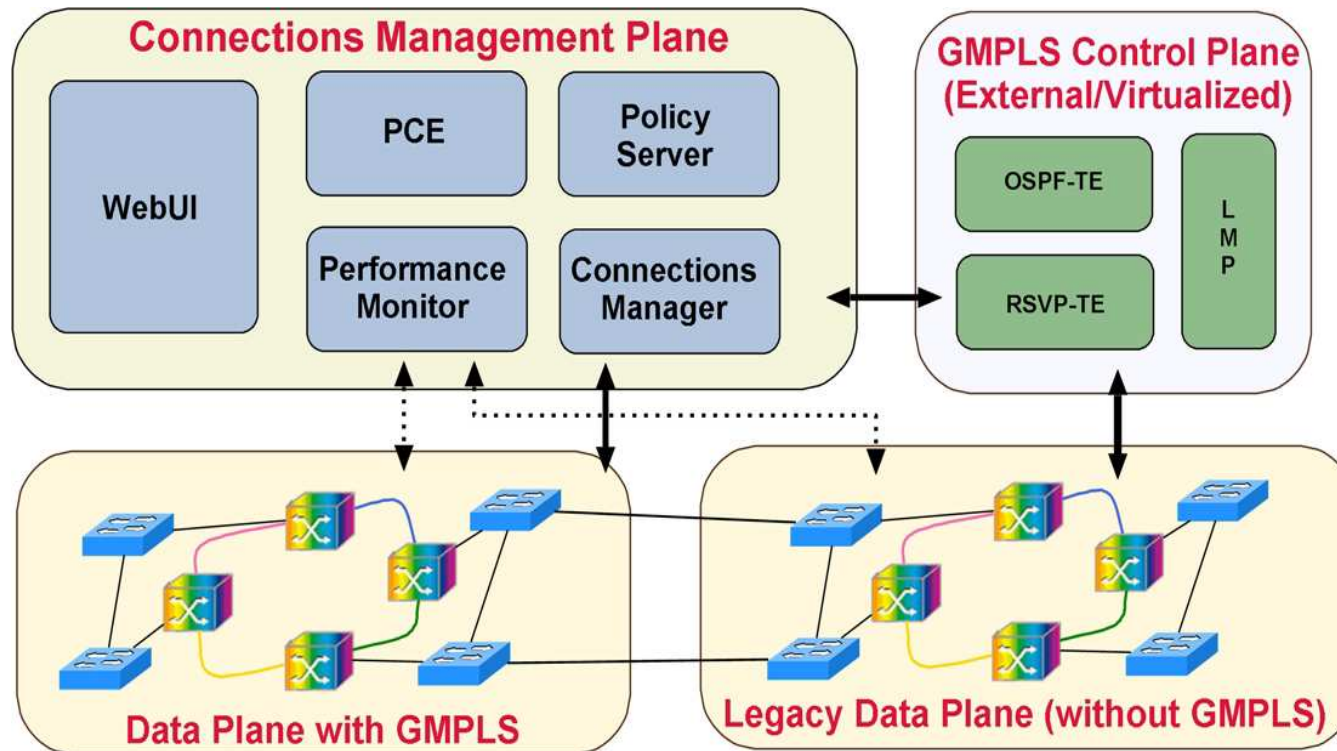 Connections Management Plane
WebUI
PCE
Policy
Server
Performance
Monitor
Connections
Manager
GMPLS Control Plane
(External/Virtualized)
OSPF-TE
RSVP-TE
L
M
P
Data Plane with GMPLS
Legacy Data Plane (without GMPLS)